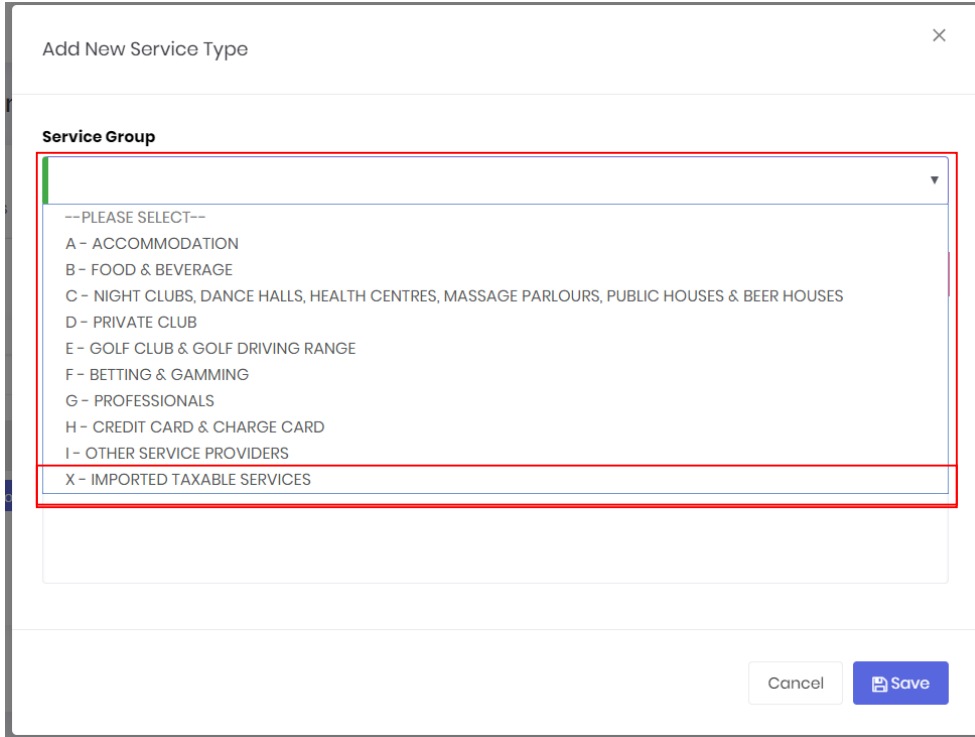 Add New Service Type
×
Service Group
--PLEASE SELECT--
A - ACCOMMODATION
B - FOOD & BEVERAGE
C - NIGHT CLUBS, DANCE HALLS, HEALTH CENTRES, MASSAGE PARLOURS, PUBLIC HOUSES & BEER HOUSES
D - PRIVATE CLUB
E - GOLF CLUB & GOLF DRIVING RANGE
F - BETTING & GAMMING
G - PROFESSIONALS
H - CREDIT CARD & CHARGE CARD
I - OTHER SERVICE PROVIDERS
X - IMPORTED TAXABLE SERVICES
Cancel
Save